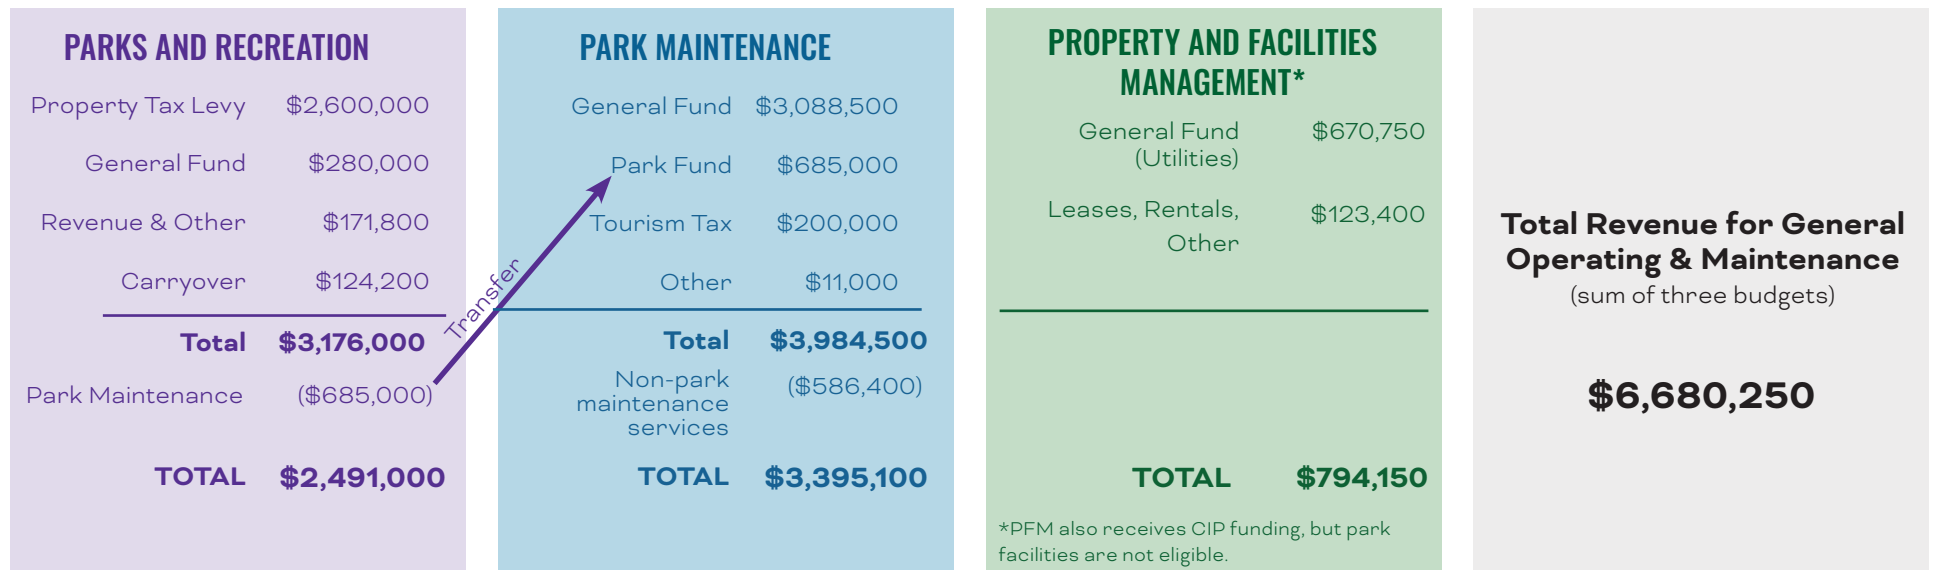 PARKS AND RECREATION
Property Tax Levy $2,600,000
General Fund $280,000
Revenue & Other $171,800
Carryover $124,200
Total $3,176,000
Park Maintenance ($685,000)
TOTAL $2,491,000
Transfer
PARK MAINTENANCE
General Fund $3,088,500
Park Fund $685,000
Tourism Tax $200,000
Other $11,000
Total $3,984,500
Non-park ($586,400)
maintenance
services
TOTAL $3,395,100
PROPERTY AND FACILITIES
MANAGEMENT*
General Fund $670,750
(Utilities)
Leases, Rentals, $123,400
Other
TOTAL $794,150
*PFM also receives CIP funding, but park
facilities are not eligible.
Total Revenue for General
Operating & Maintenance
(sum of three budgets)
$6,680,250